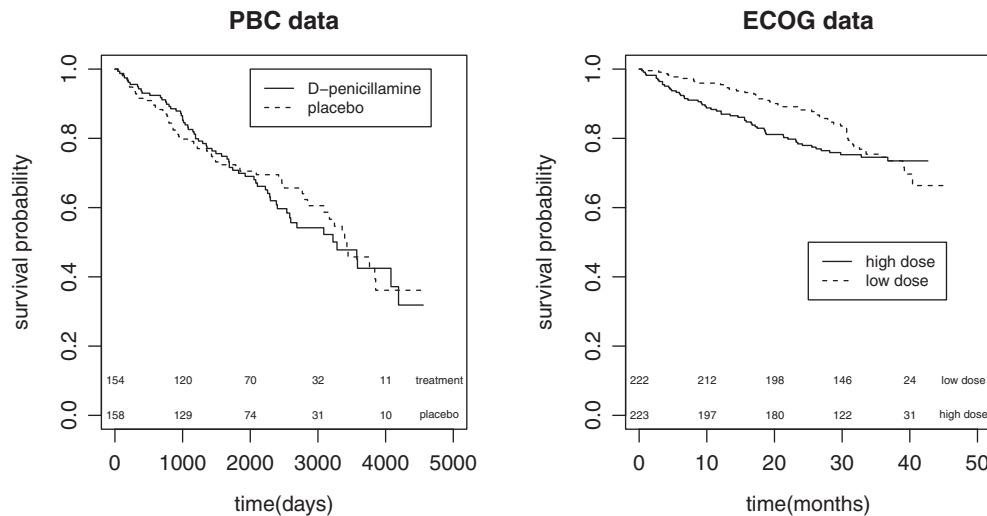 PBC data
survival probability
1.0
0.8
0.6
0.4
0.2
0.0
D−penicillamine
placebo
154 120 70 32 11 treatment
158 129 74 31 10 placebo
0 1000 2000 3000 4000 5000
time(days)
ECOG data
survival probability
1.0
0.8
0.6
0.4
0.2
0.0
high dose
low dose
222 212 198 146 24 low dose
223 197 180 122 31 high dose
0 10 20 30 40 50
time(months)